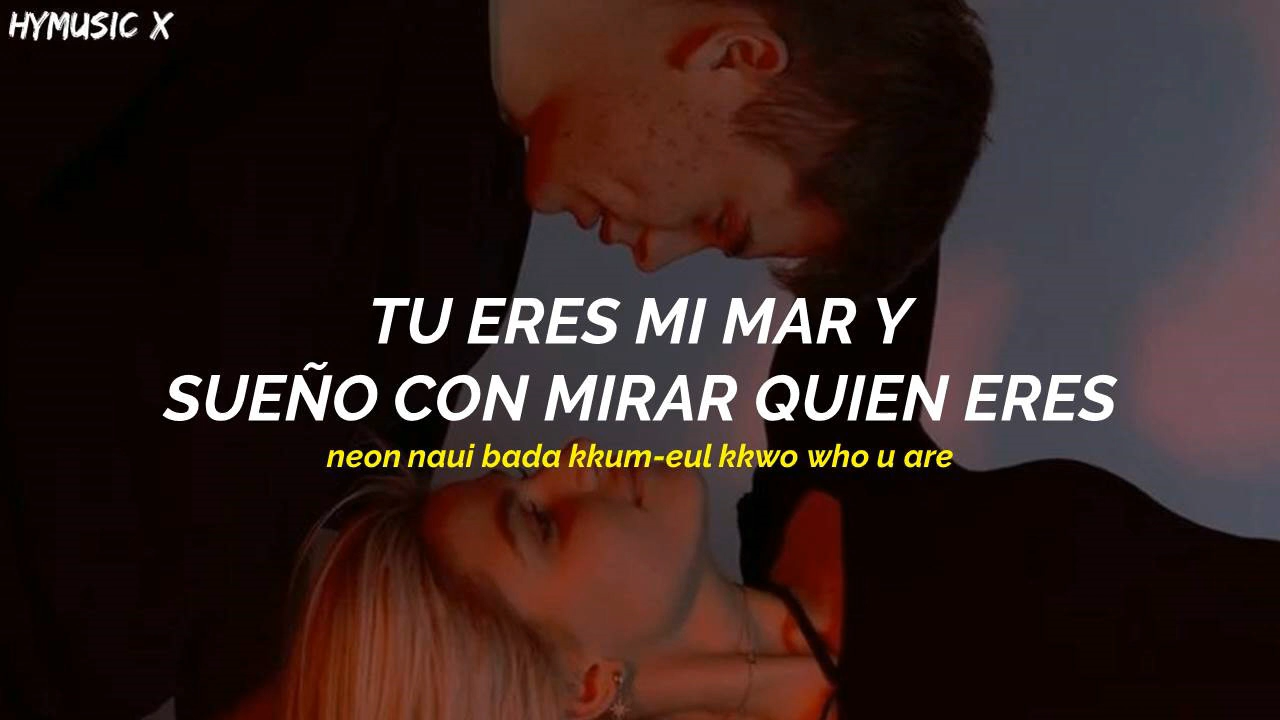 HYMUSIC X
TU ERES MI MAR Y
SUEÑO CON MIRAR QUIEN ERES
neon naui bada kkum-eul kkwo who u are